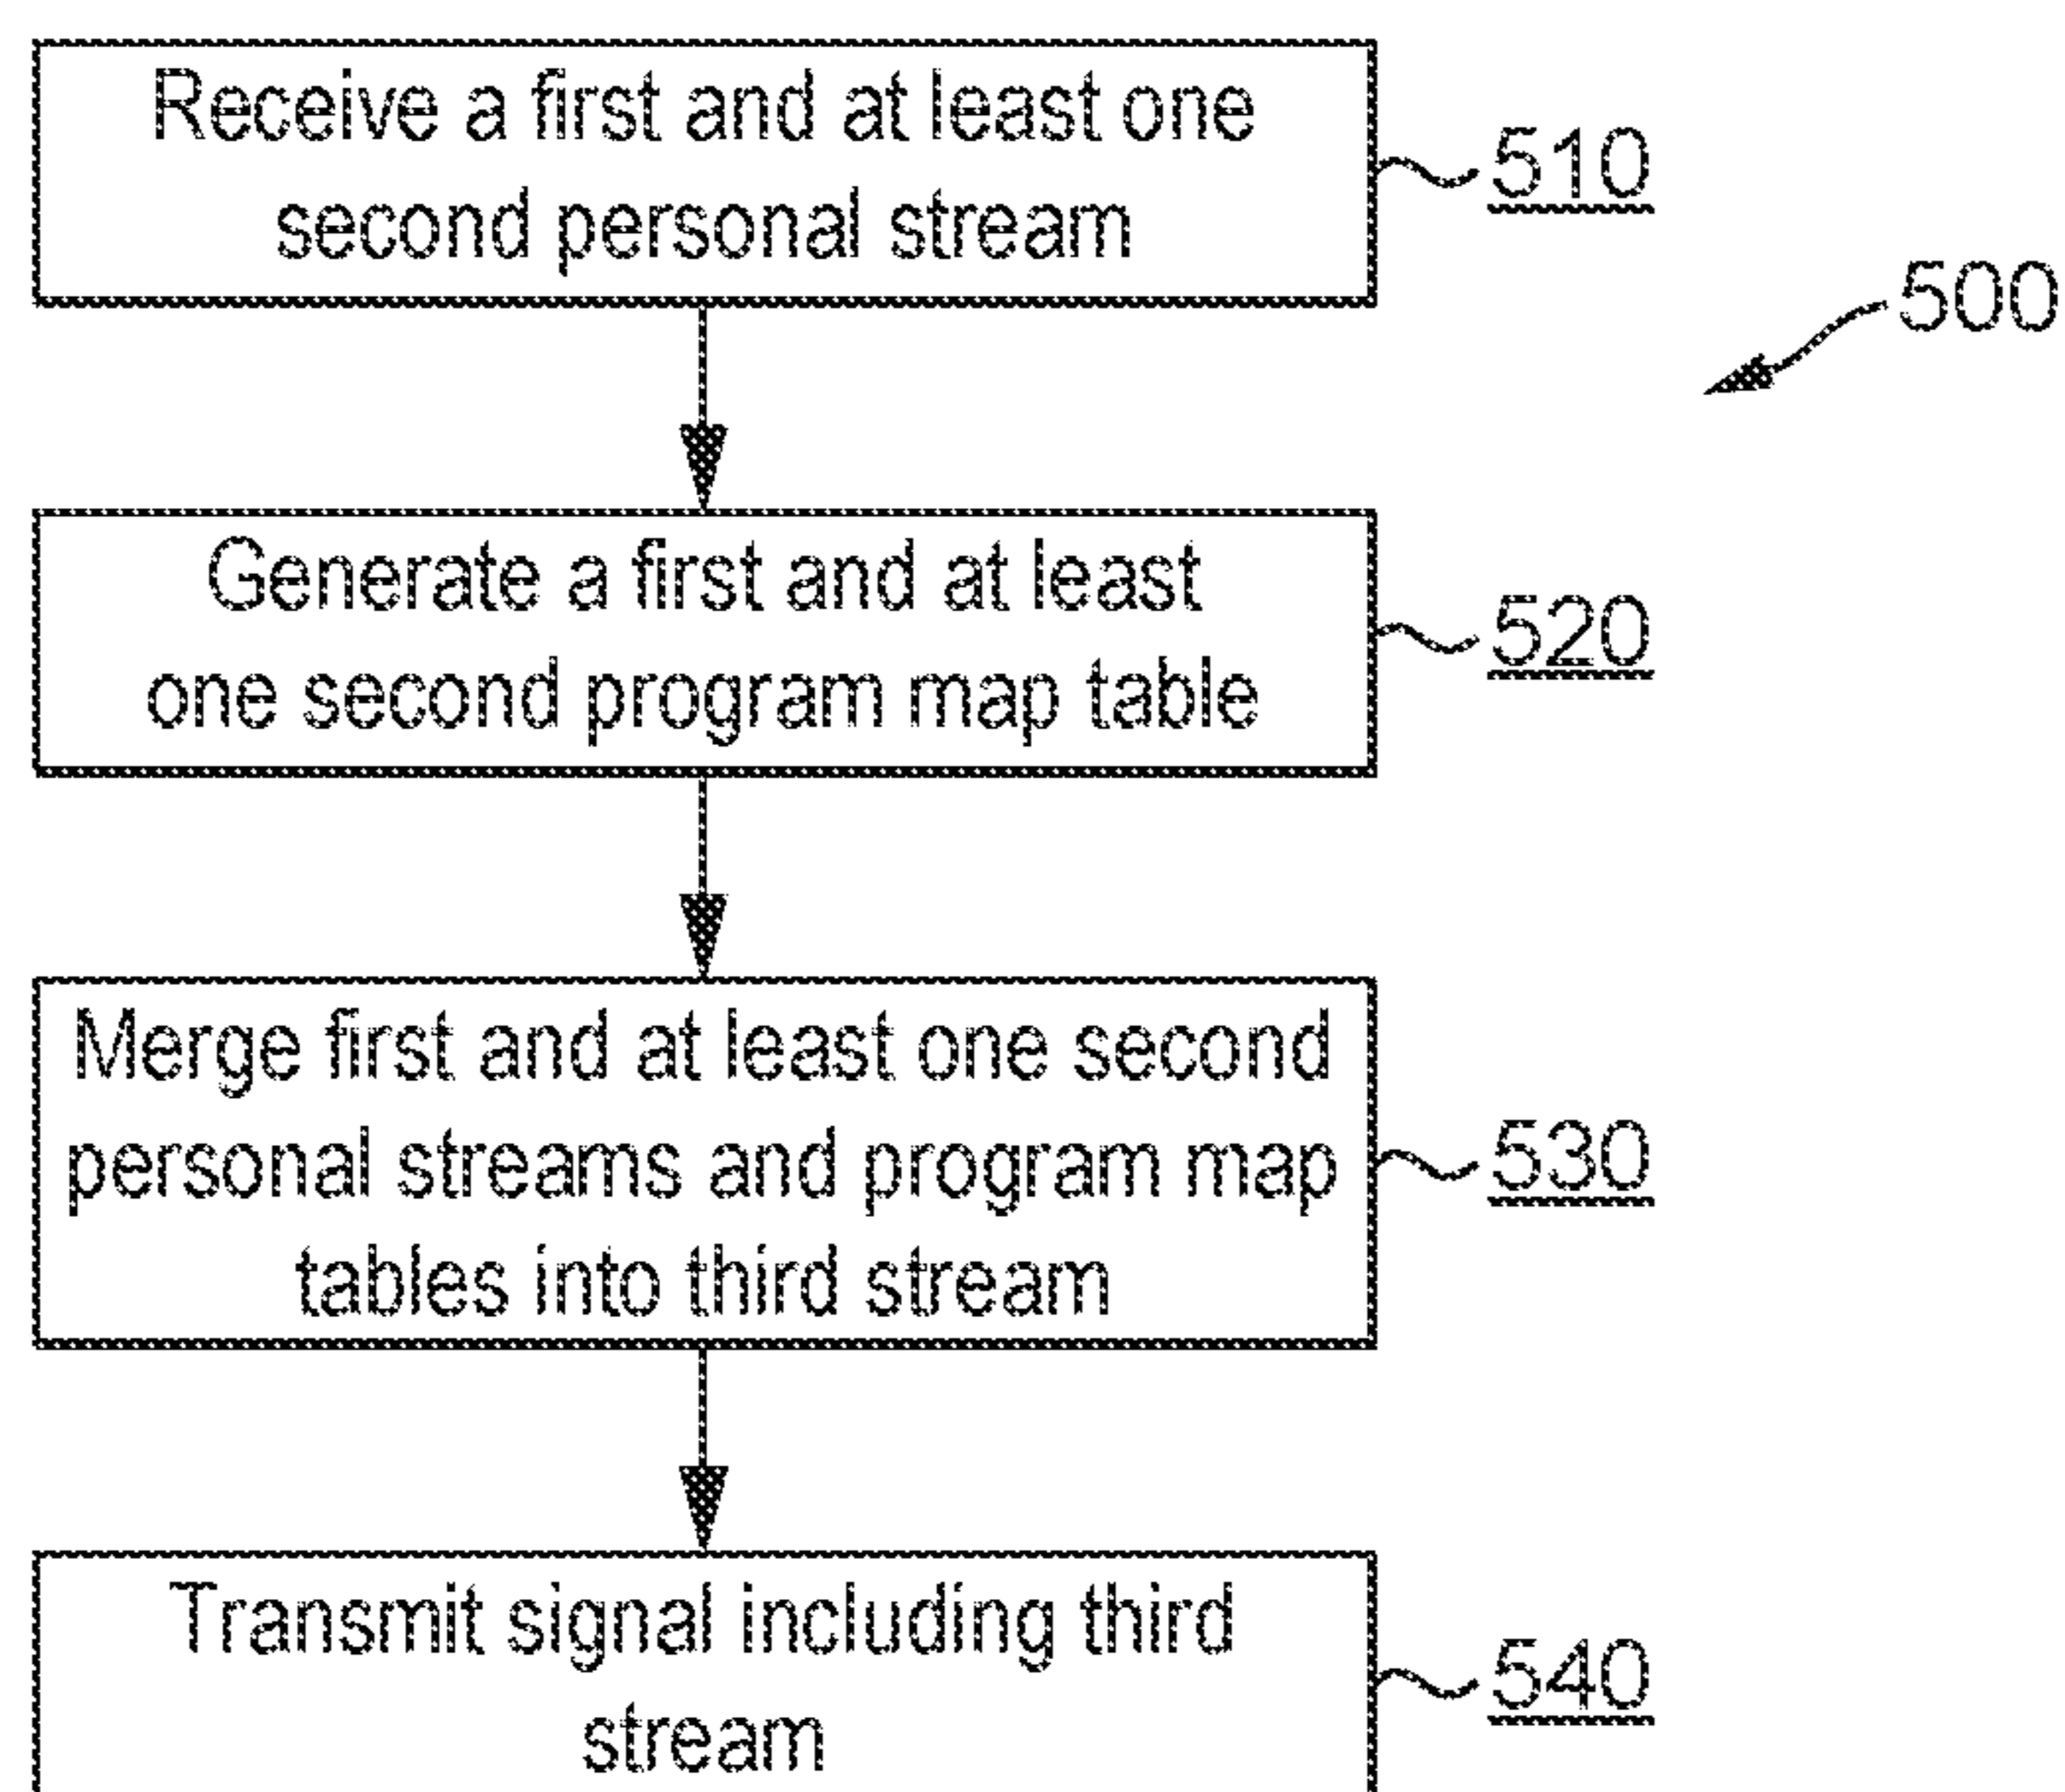 Receive a first and at least one
second personal stream
510
500
Generate a first and at least
one second program map table
520
Merge first and at least one second
personal streams and program map
tables into third stream
530
Transmit signal including third
stream
540